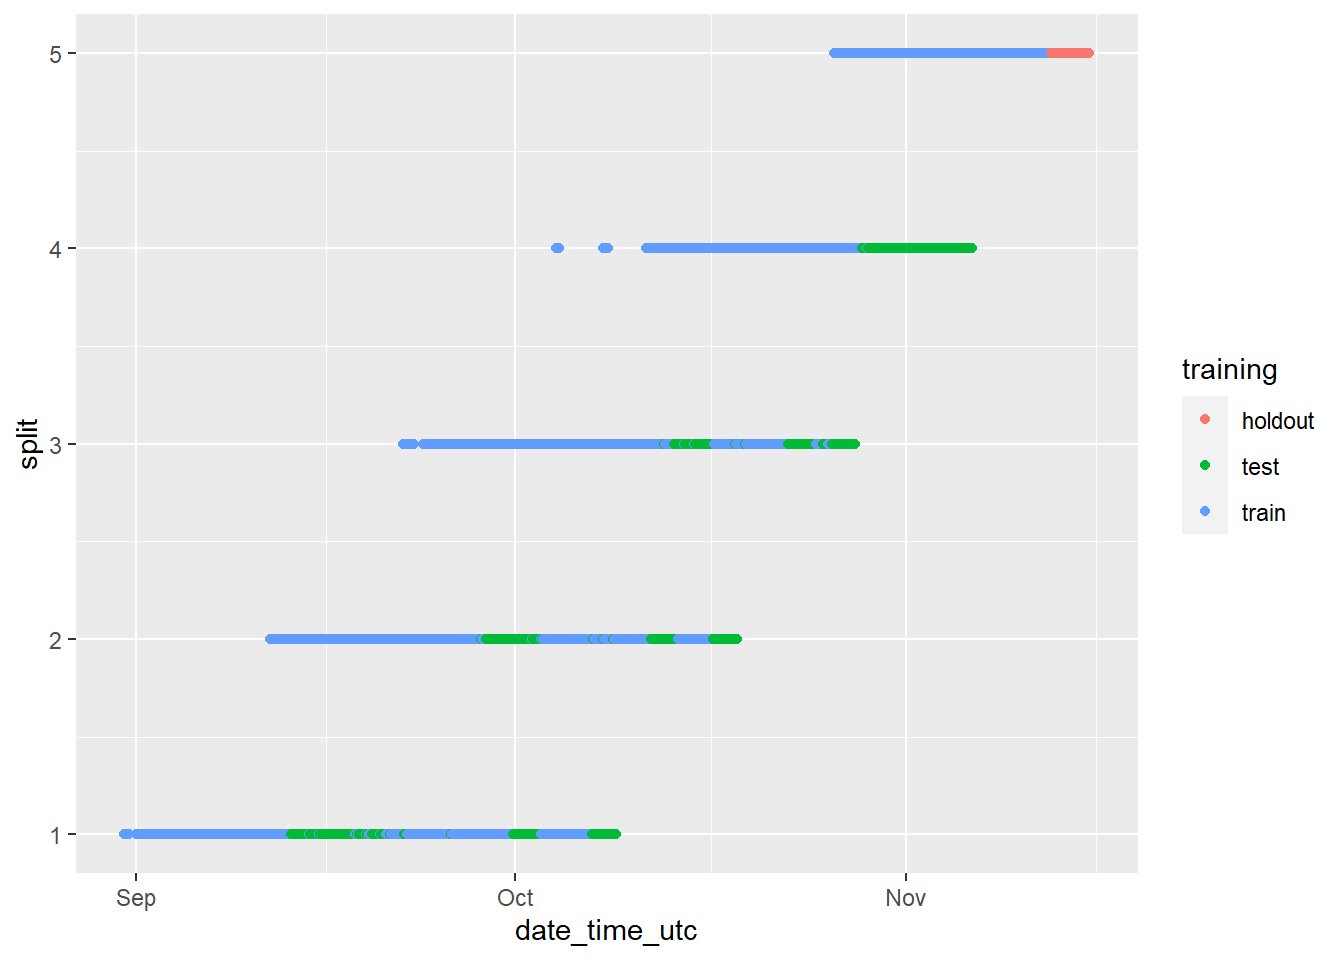 5
4
3
2
1
split
Sep
Oct
Nov
date_time_utc
training
holdout
test
train